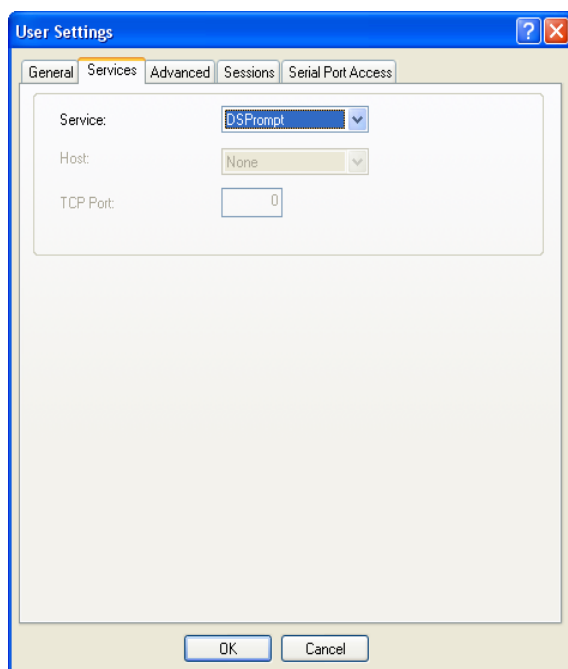 User Settings
General Services Advanced Sessions Serial Port Access
Service: DSPrompt
Host: None
TCP Port: 0
OK Cancel